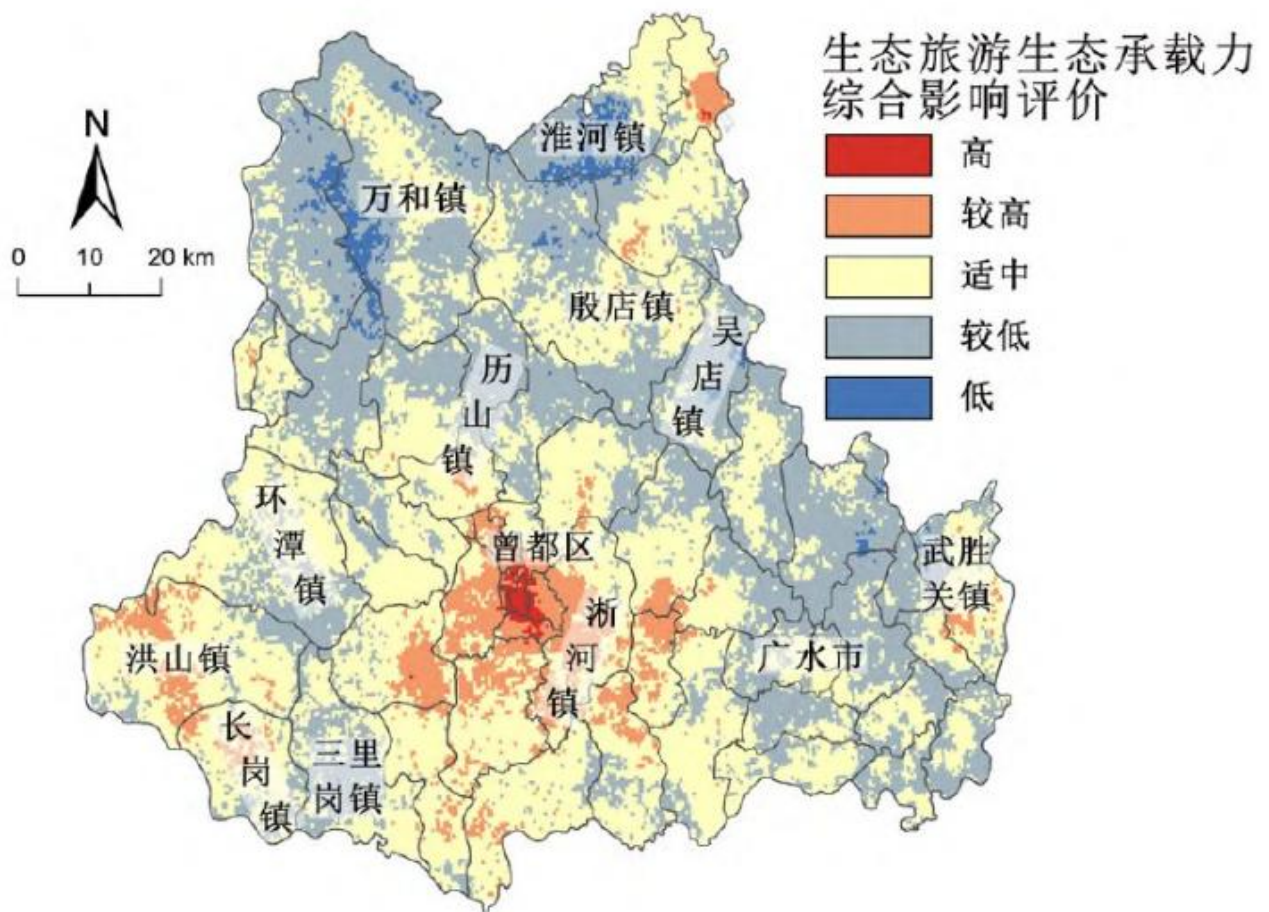 生态旅游生态承载力
综合影响评价
高
较高
适中
较低
低
N
0 10 20 km
淮河镇
万和镇
殷店镇
吴店镇
历山镇
环潭镇
曾都区
武胜关镇
淅河镇
洪山镇
广水市
长岗镇
三里岗镇